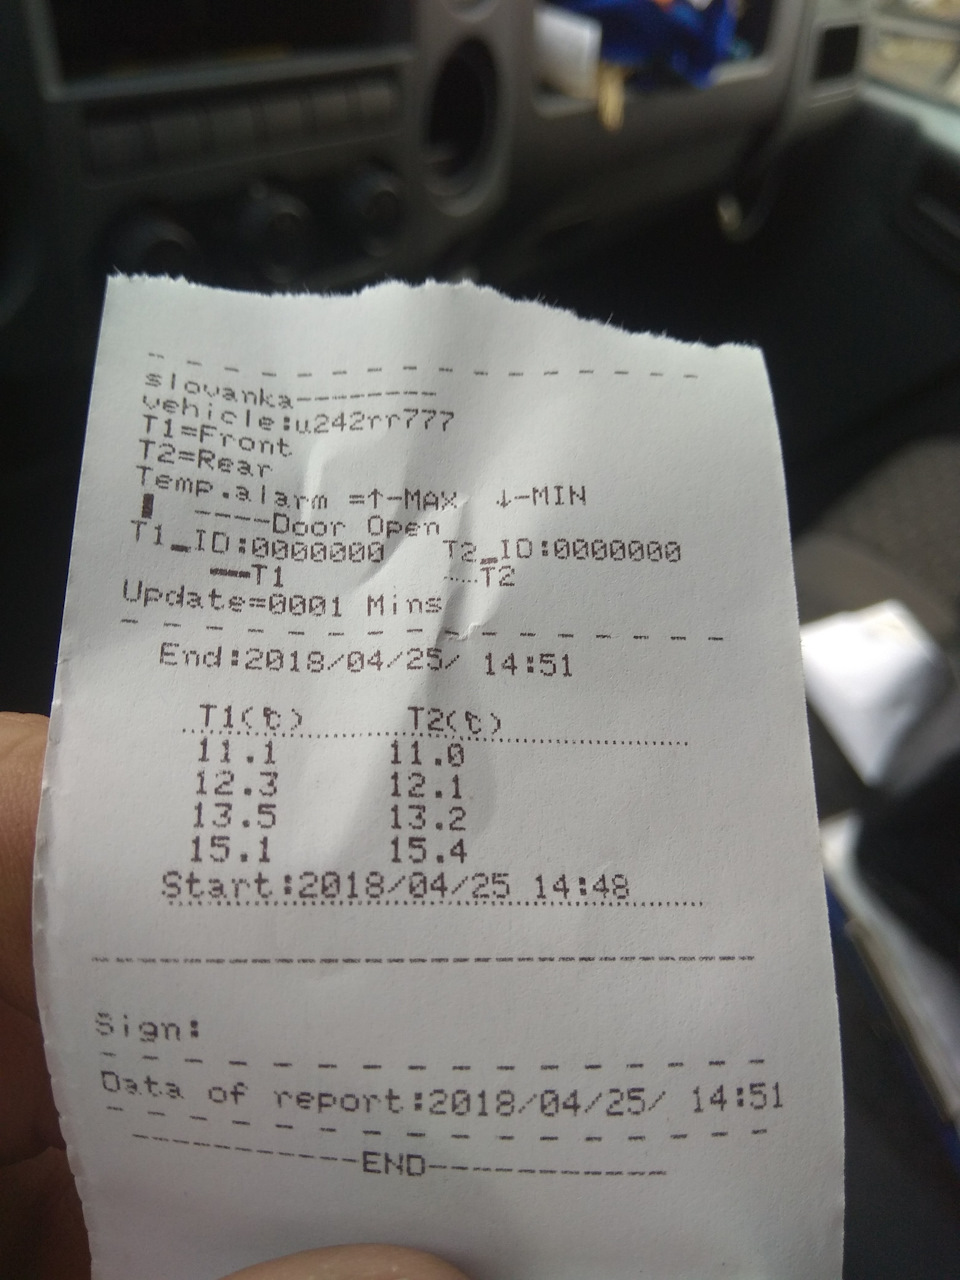 slovanka--------
vehicle:u242rr777
T1=Front
T2=Rear
Temp.alarm =↑-MAX ↓-MIN
----Door Open
T1_ID:0000000 T2_ID:0000000
----T1 ....T2
Update=0001 Mins
End:2018/04/25/ 14:51
T1(℃) T2(℃)
11.1 11.0
12.3 12.1
13.5 13.2
15.1 15.4
Start:2018/04/25 14:48
Sign:
Data of report:2018/04/25/ 14:51
----------END------------